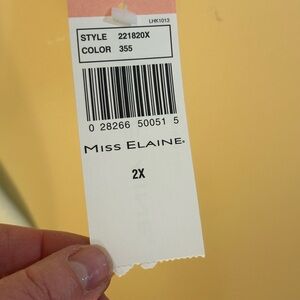 LHK1013
STYLE 221820X
COLOR 355
0 28266 50051 5
MISS ELAINE®
2X